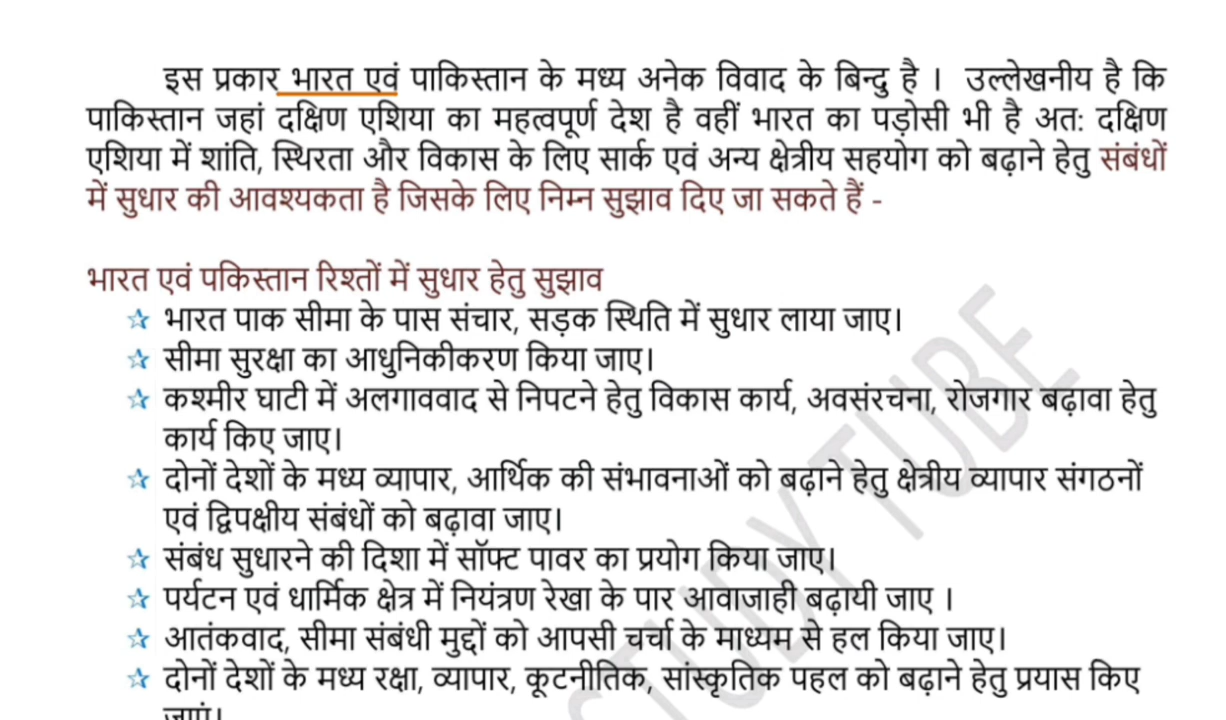 इस प्रकार भारत एवं पाकिस्तान के मध्य अनेक विवाद के बिन्दु है । उल्लेखनीय है कि
पाकिस्तान जहां दक्षिण एशिया का महत्वपूर्ण देश है वहीं भारत का पड़ोसी भी है अतः दक्षिण
एशिया में शांति, स्थिरता और विकास के लिए सार्क एवं अन्य क्षेत्रीय सहयोग को बढ़ाने हेतु संबंधों
में सुधार की आवश्यकता है जिसके लिए निम्न सुझाव दिए जा सकते हैं -
भारत एवं पकिस्तान रिश्तों में सुधार हेतु सुझाव
☆ भारत पाक सीमा के पास संचार, सड़क स्थिति में सुधार लाया जाए।
☆ सीमा सुरक्षा का आधुनिकीकरण किया जाए।
☆ कश्मीर घाटी में अलगाववाद से निपटने हेतु विकास कार्य, अवसंरचना, रोजगार बढ़ावा हेतु
कार्य किए जाए।
☆ दोनों देशों के मध्य व्यापार, आर्थिक की संभावनाओं को बढ़ाने हेतु क्षेत्रीय व्यापार संगठनों
एवं द्विपक्षीय संबंधों को बढ़ावा जाए।
☆ संबंध सुधारने की दिशा में सॉफ्ट पावर का प्रयोग किया जाए।
☆ पर्यटन एवं धार्मिक क्षेत्र में नियंत्रण रेखा के पार आवाजाही बढ़ायी जाए ।
☆ आतंकवाद, सीमा संबंधी मुद्दों को आपसी चर्चा के माध्यम से हल किया जाए।
☆ दोनों देशों के मध्य रक्षा, व्यापार, कूटनीतिक, सांस्कृतिक पहल को बढ़ाने हेतु प्रयास किए
STUDY TUBE